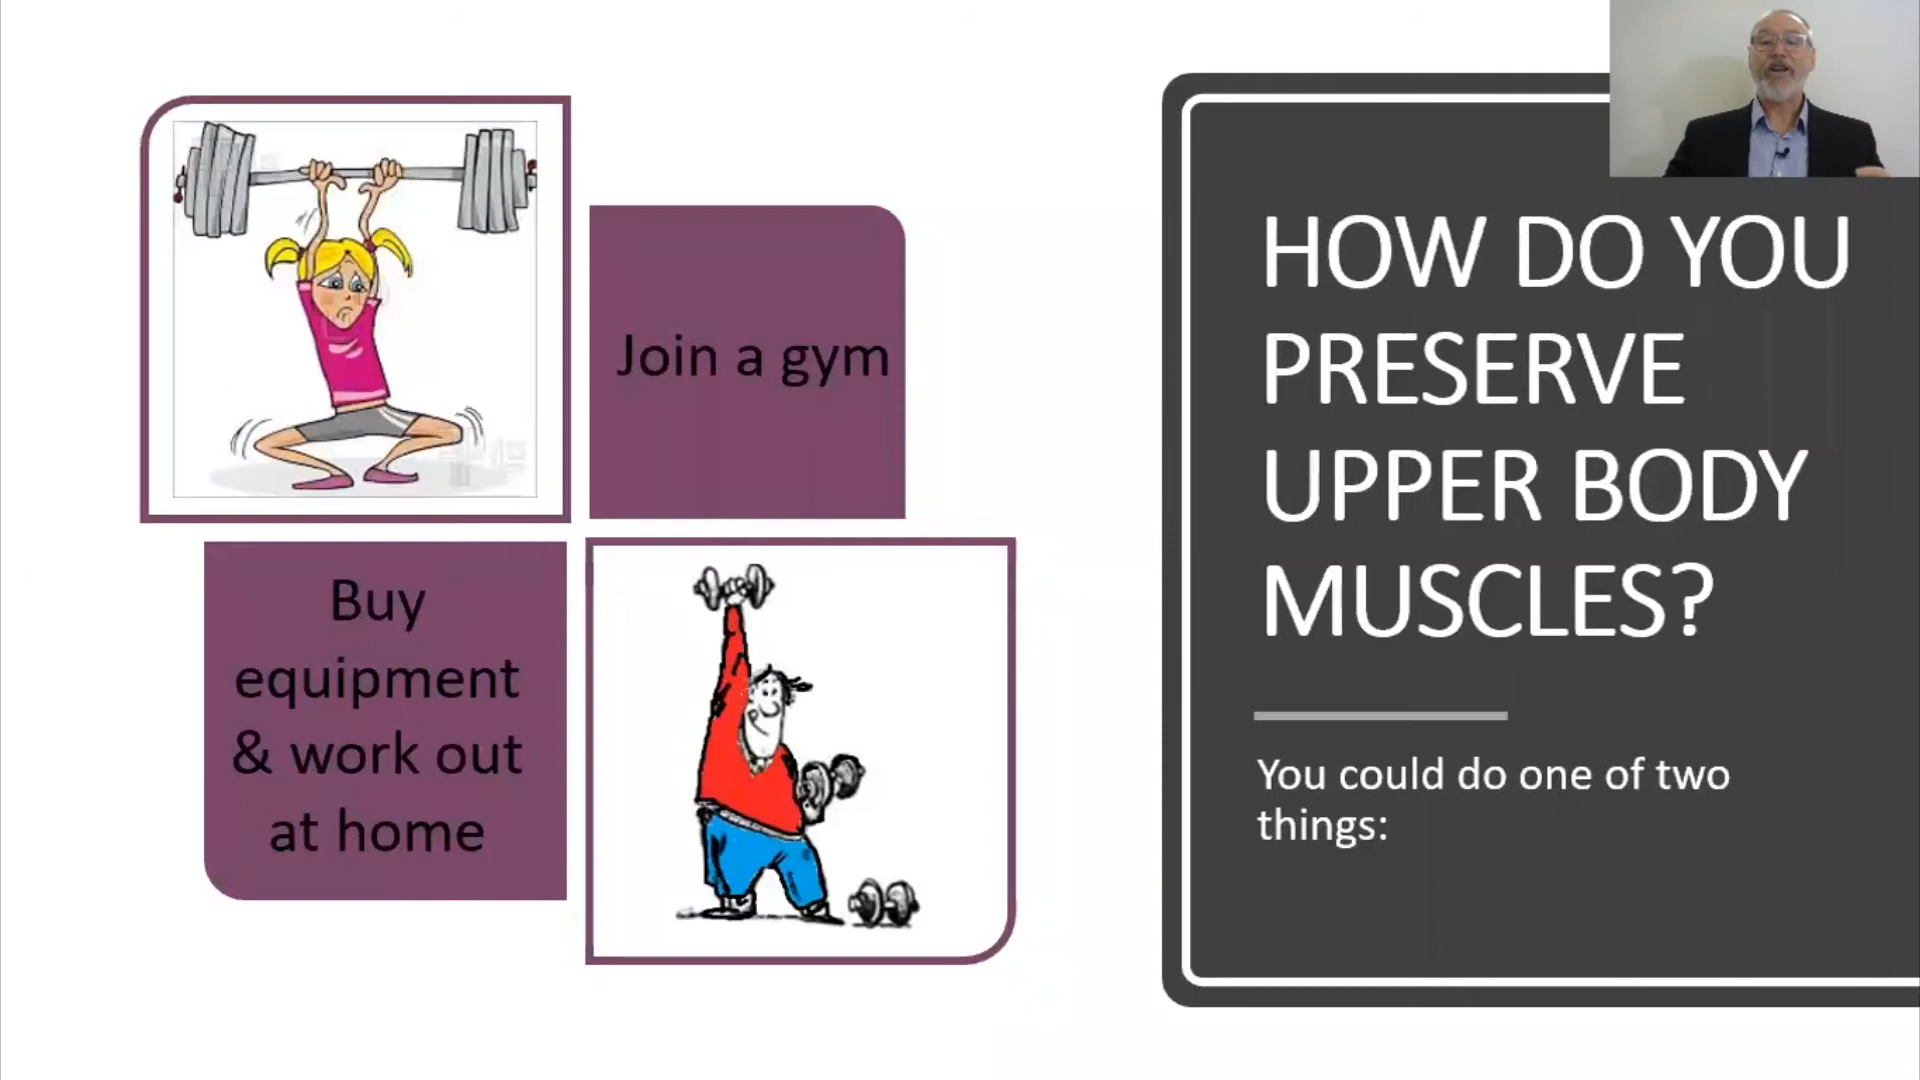 Join a gym
Buy
equipment
& work out
at home
HOW DO YOU
PRESERVE
UPPER BODY
MUSCLES?
You could do one of two
things: